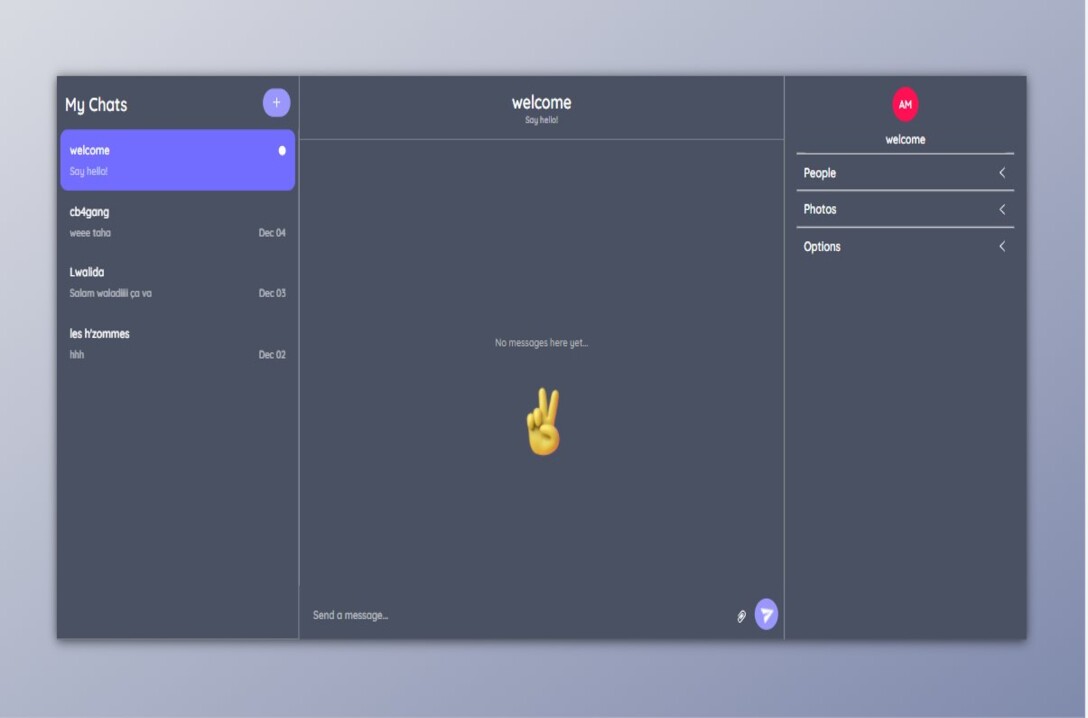 My Chats
+
welcome
Say hello!
cb4gang
weee taha
Dec 04
Lwalida
Salam waladiiii ça va
Dec 03
les h'zommes
hhh
Dec 02
welcome
Say hello!
No messages here yet...
Send a message...
AM
welcome
People
Photos
Options